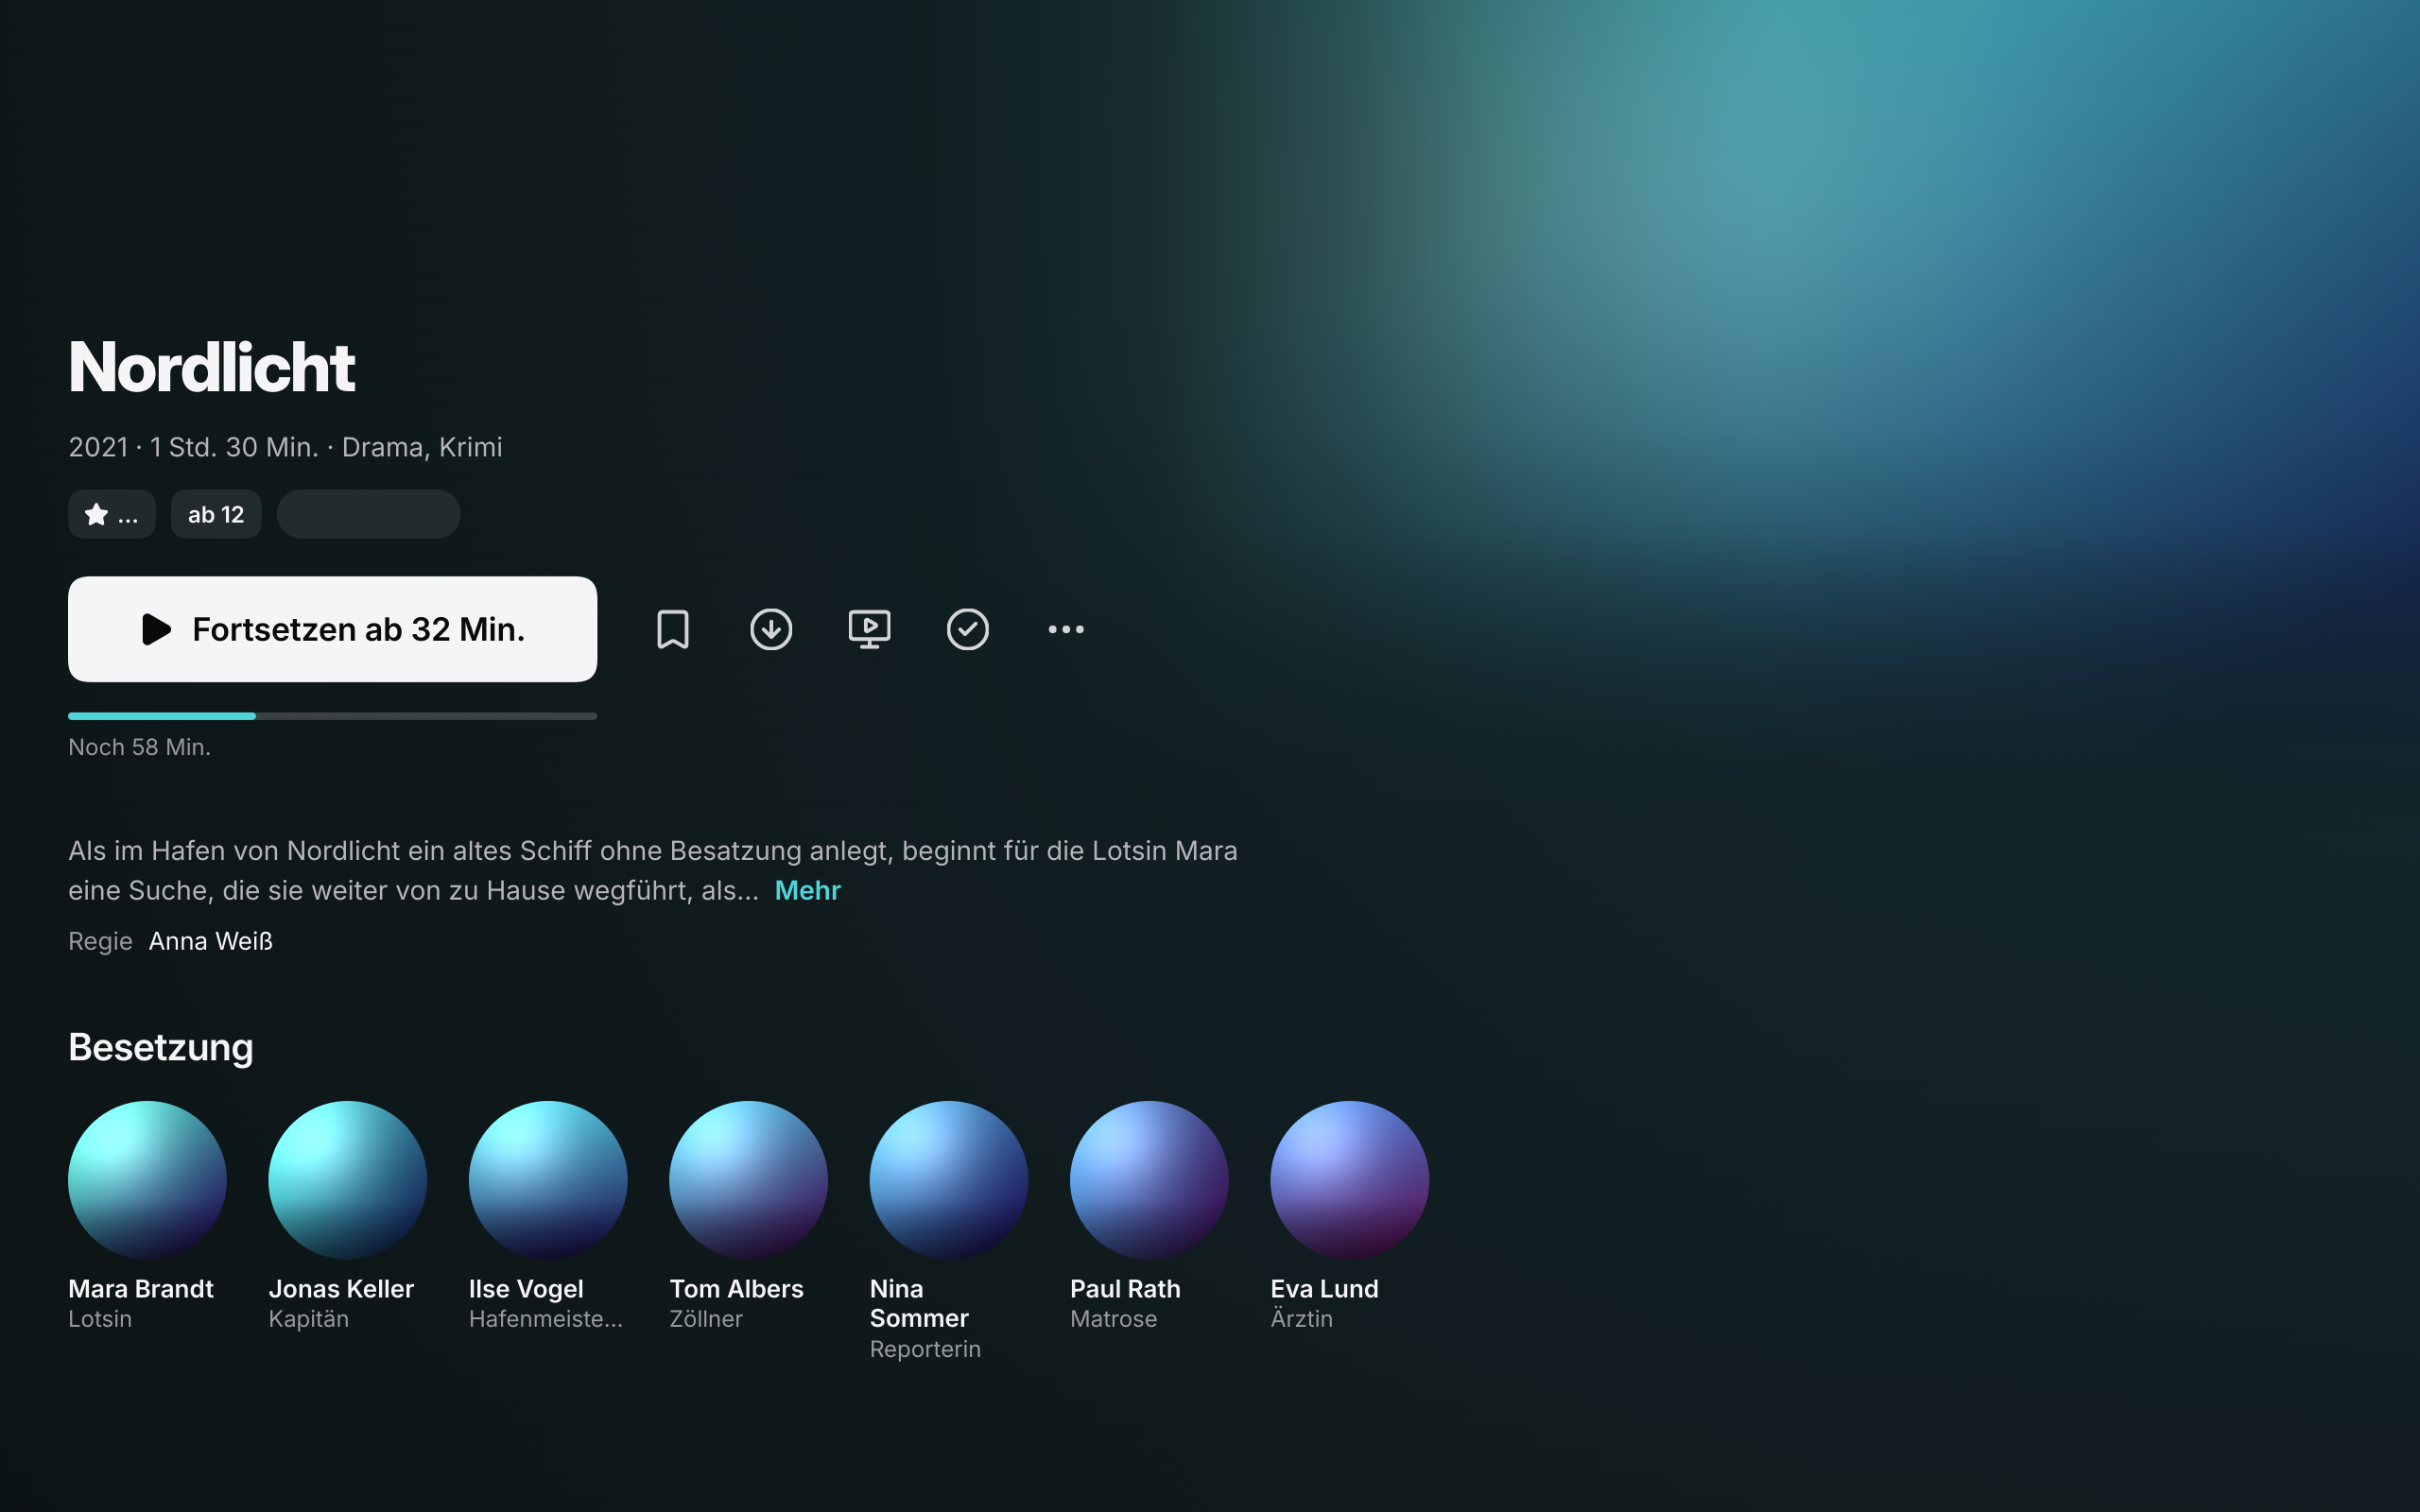 Nordlicht
2021 · 1 Std. 30 Min. · Drama, Krimi
... ab 12
Fortsetzen ab 32 Min.
Noch 58 Min.
Als im Hafen von Nordlicht ein altes Schiff ohne Besatzung anlegt, beginnt für die Lotsin Mara
eine Suche, die sie weiter von zu Hause wegführt, als... Mehr
Regie Anna Weiß
Besetzung
Mara Brandt
Lotsin
Jonas Keller
Kapitän
Ilse Vogel
Hafenmeiste...
Tom Albers
Zöllner
Nina
Sommer
Reporterin
Paul Rath
Matrose
Eva Lund
Ärztin